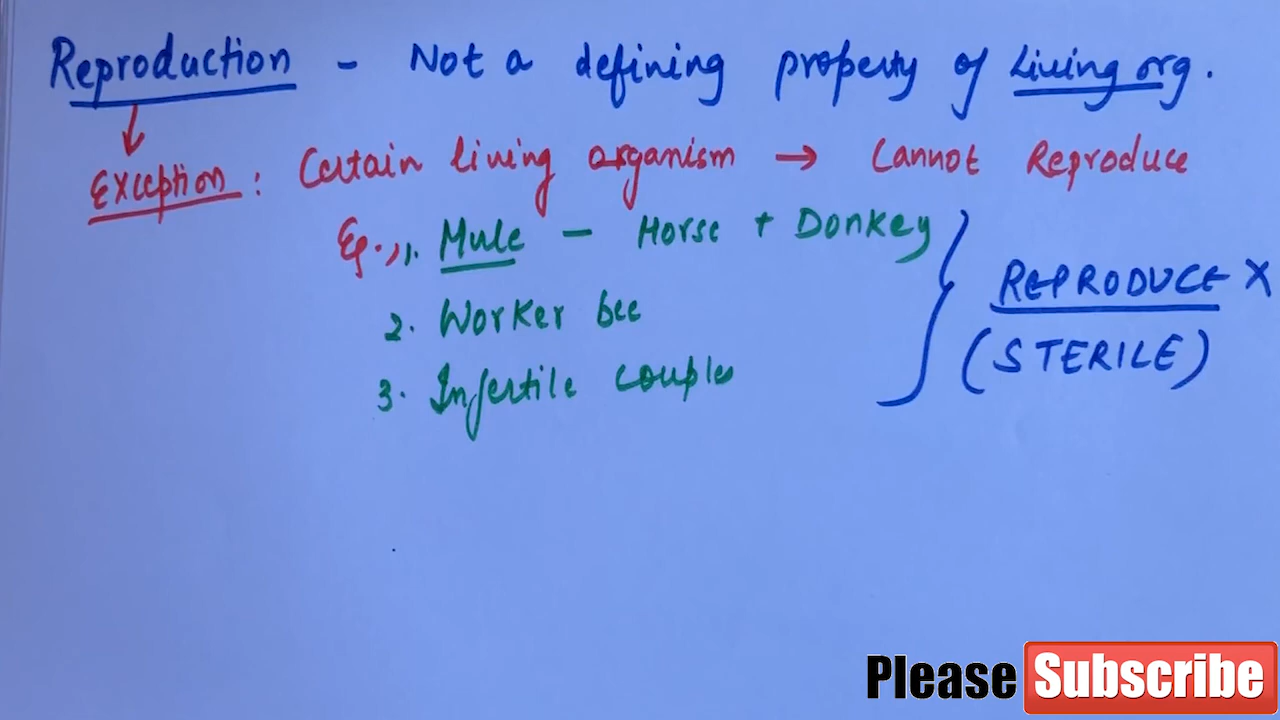 Reproduction - Not a defining property of Living org.
Exception : Certain living organism → Cannot Reproduce
Eg., 1. Mule - Horse + Donkey
2. Worker bee
3. Infertile couples
REPRODUCE X
(STERILE)
Please Subscribe